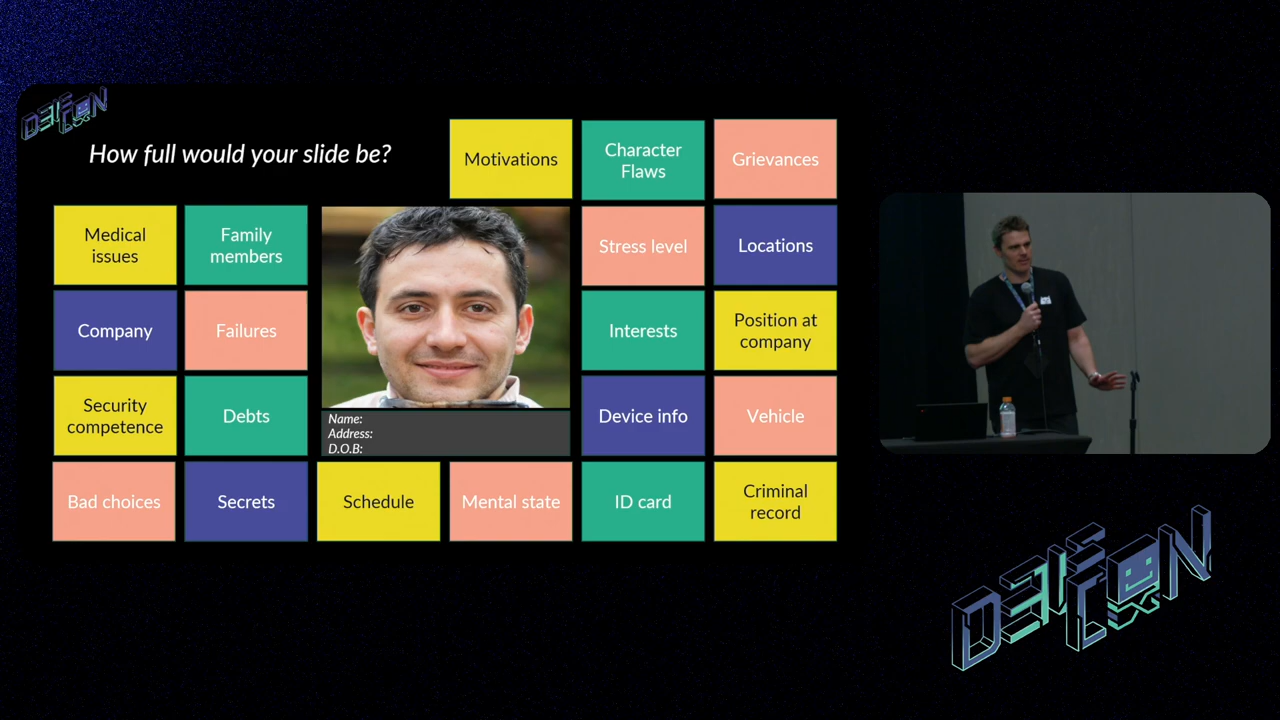 DEF CON
How full would your slide be?
Motivations
Character
Flaws
Grievances
Medical
issues
Family
members
Stress level
Locations
Company
Failures
Interests
Position at
company
Security
competence
Debts
Name:
Address:
D.O.B:
Device info
Vehicle
Bad choices
Secrets
Schedule
Mental state
ID card
Criminal
record
DEF CON